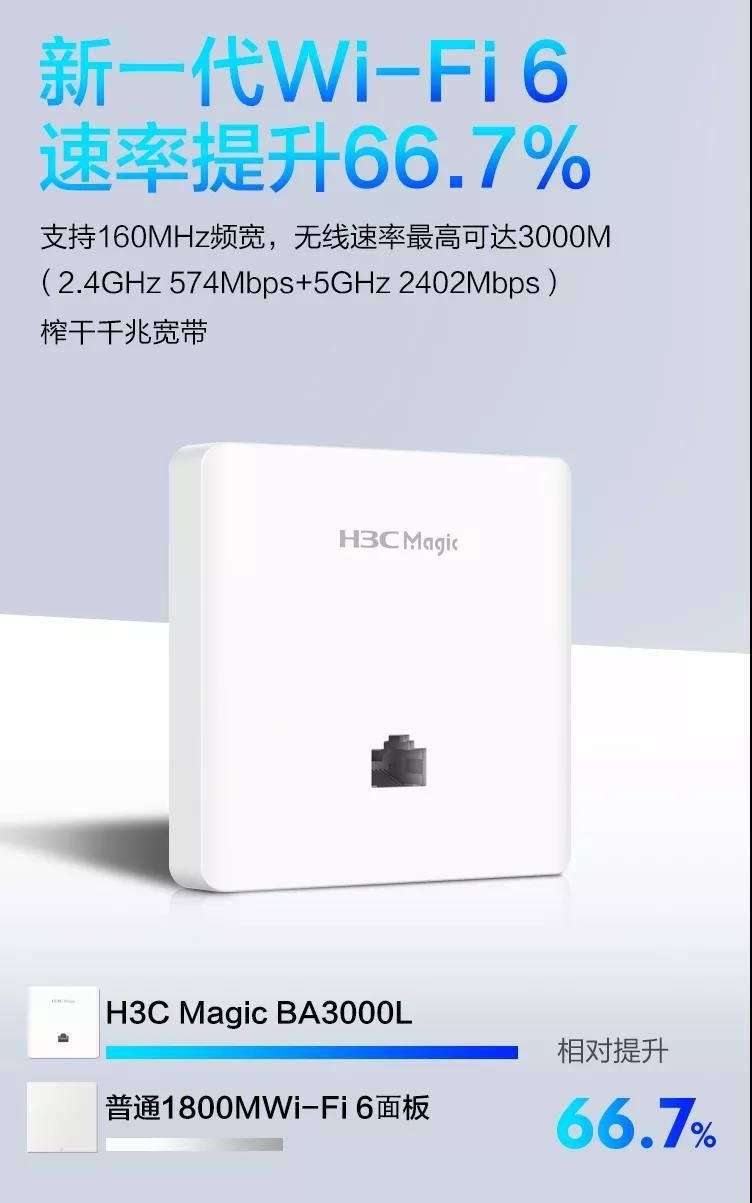 新一代Wi-Fi 6
速率提升66.7%
支持160MHz频宽，无线速率最高可达3000M
（2.4GHz 574Mbps+5GHz 2402Mbps）
榨干千兆宽带
H3C Magic
H3C Magic
H3C Magic BA3000L
相对提升
普通1800MWi-Fi 6面板
66.7%